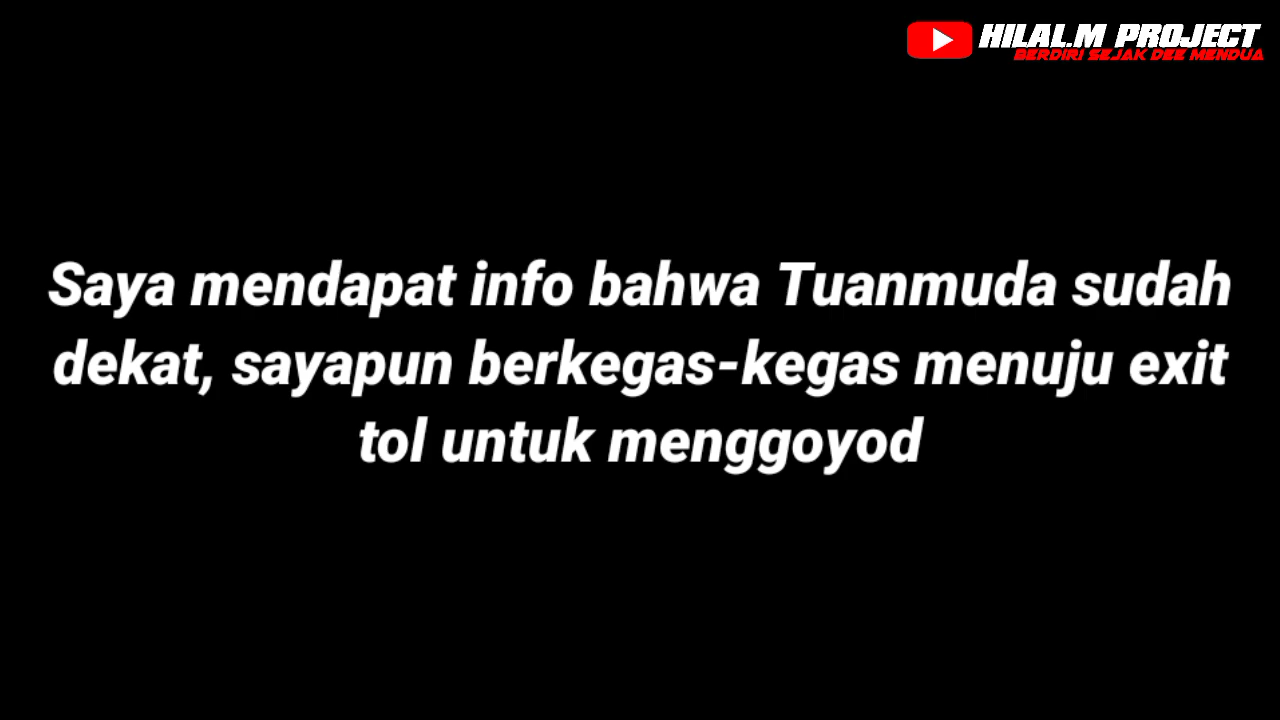 HILAL.M PROJECT
BERDIRI SEJAK DEE MENDUA
Saya mendapat info bahwa Tuanmuda sudah
dekat, sayapun berkegas-kegas menuju exit
tol untuk menggoyod